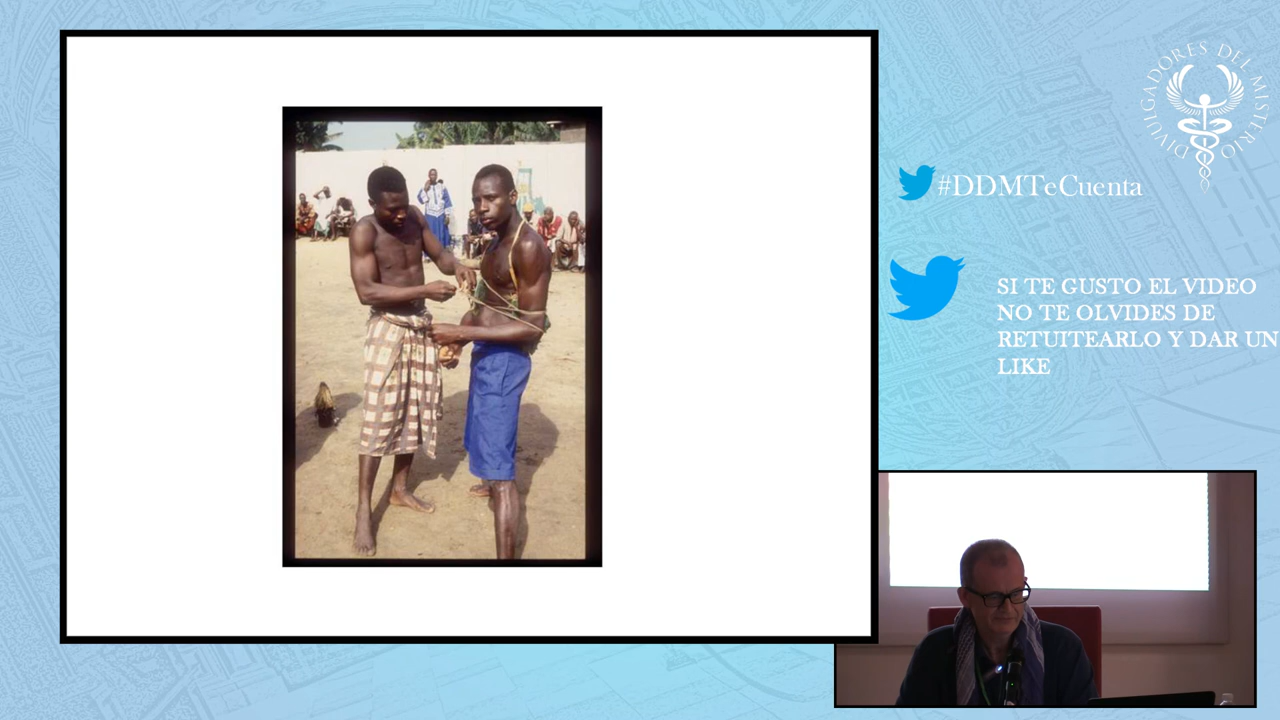 DIVULGADORES DEL MISTERIO
#DDMTeCuenta
SI TE GUSTO EL VIDEO
NO TE OLVIDES DE
RETUITEARLO Y DAR UN
LIKE